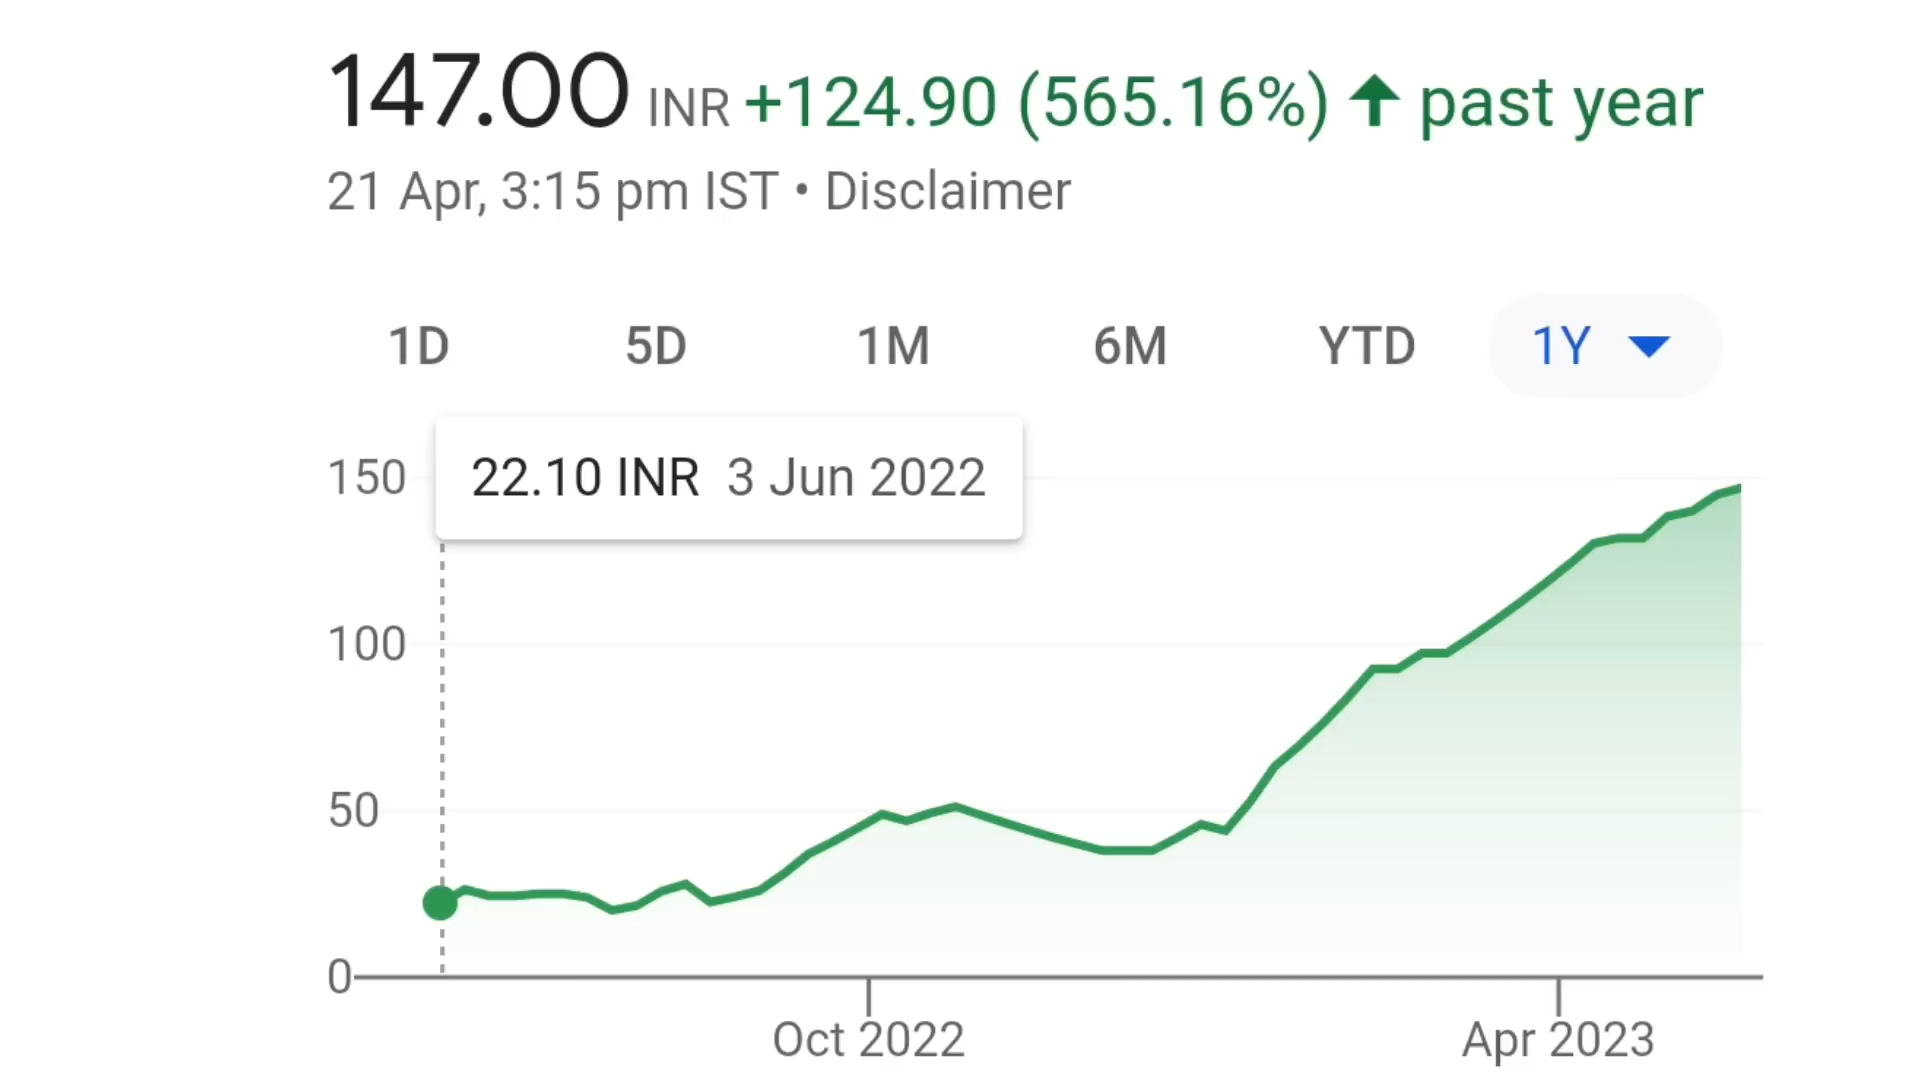 147.00 INR +124.90 (565.16%) ↑ past year
21 Apr, 3:15 pm IST • Disclaimer
1D 5D 1M 6M YTD 1Y
22.10 INR 3 Jun 2022
150
100
50
0
Oct 2022 Apr 2023